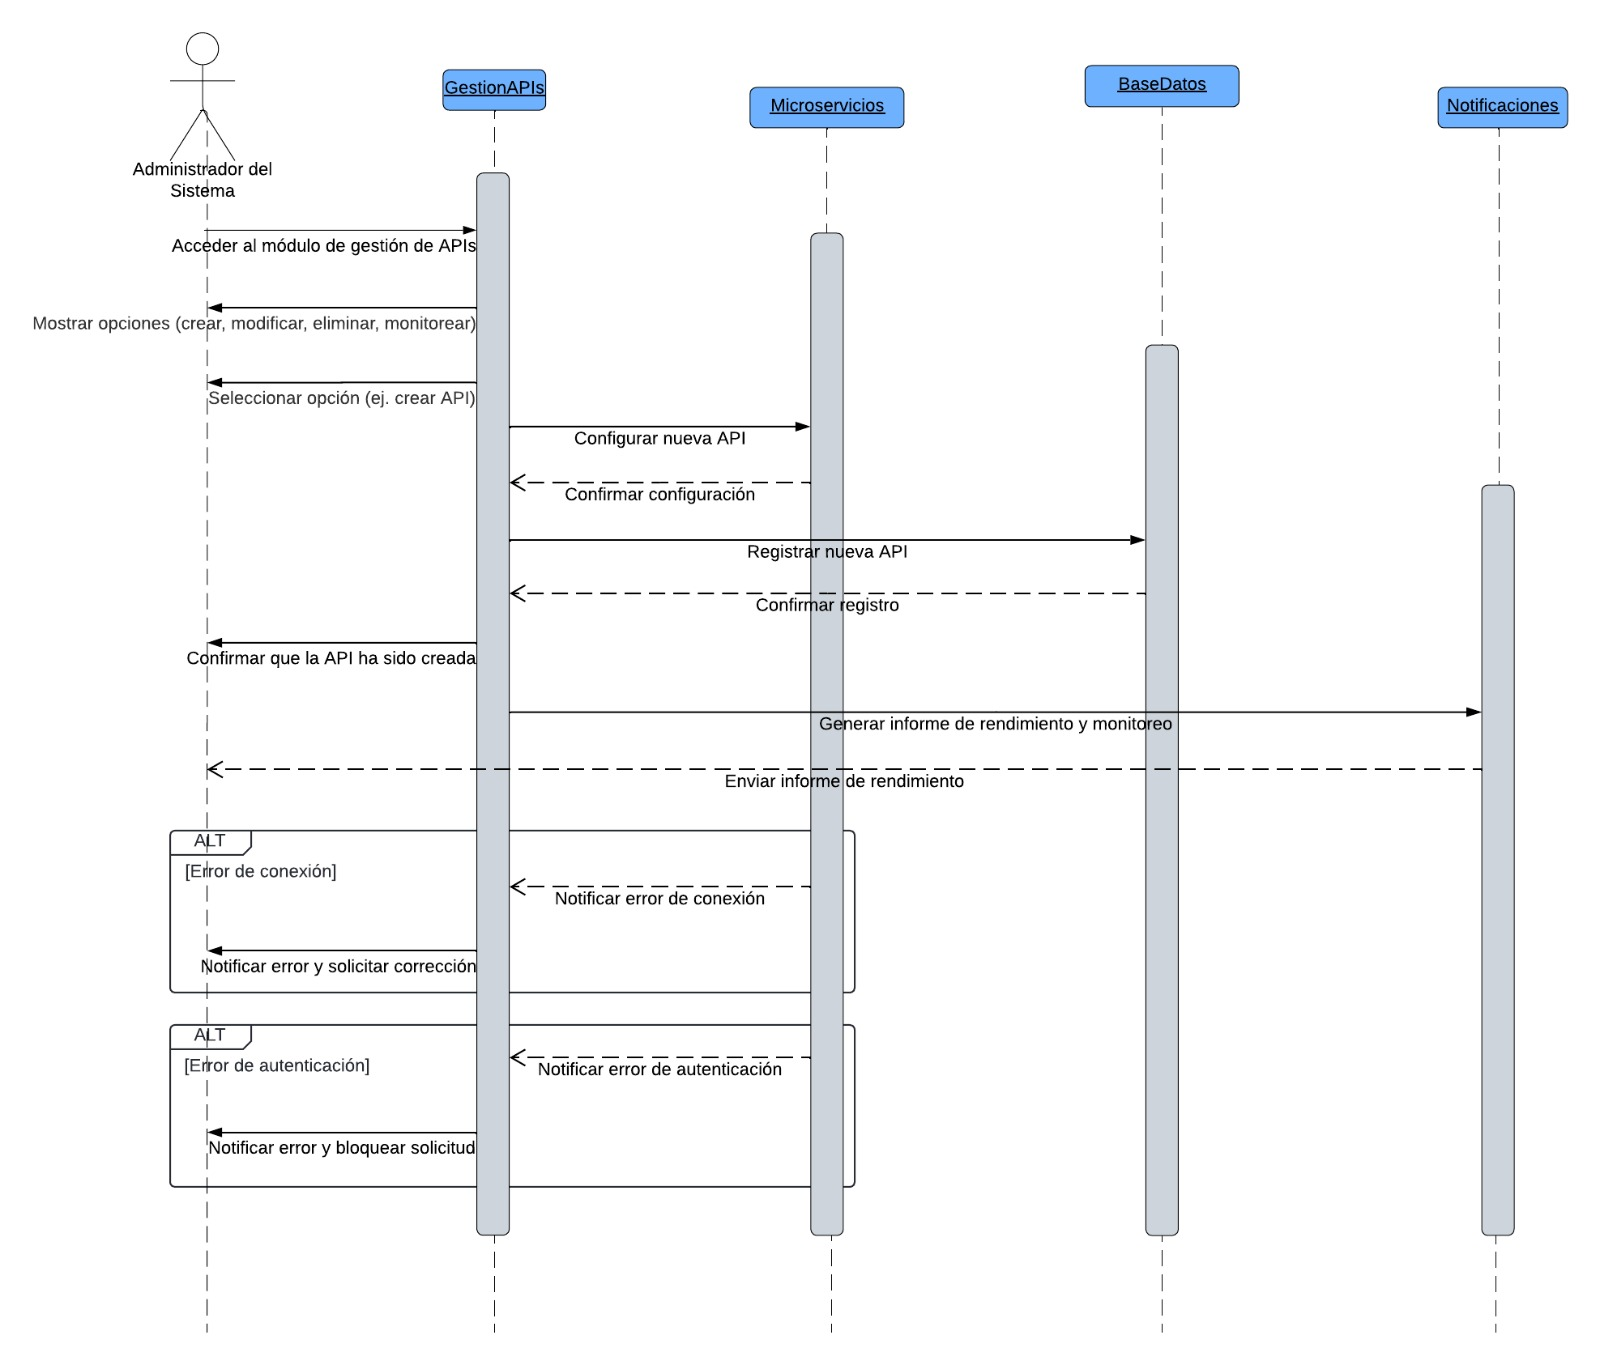 GestionAPIs
BaseDatos
Microservicios
Notificaciones
Administrador del
Sistema
Acceder al módulo de gestión de APIs
Mostrar opciones (crear, modificar, eliminar, monitorear)
Seleccionar opción (ej. crear API)
Configurar nueva API
Confirmar configuración
Registrar nueva API
Confirmar registro
Confirmar que la API ha sido creada
Generar informe de rendimiento y monitoreo
Enviar informe de rendimiento
ALT
[Error de conexión]
Notificar error de conexión
Notificar error y solicitar corrección
ALT
[Error de autenticación]
Notificar error de autenticación
Notificar error y bloquear solicitud